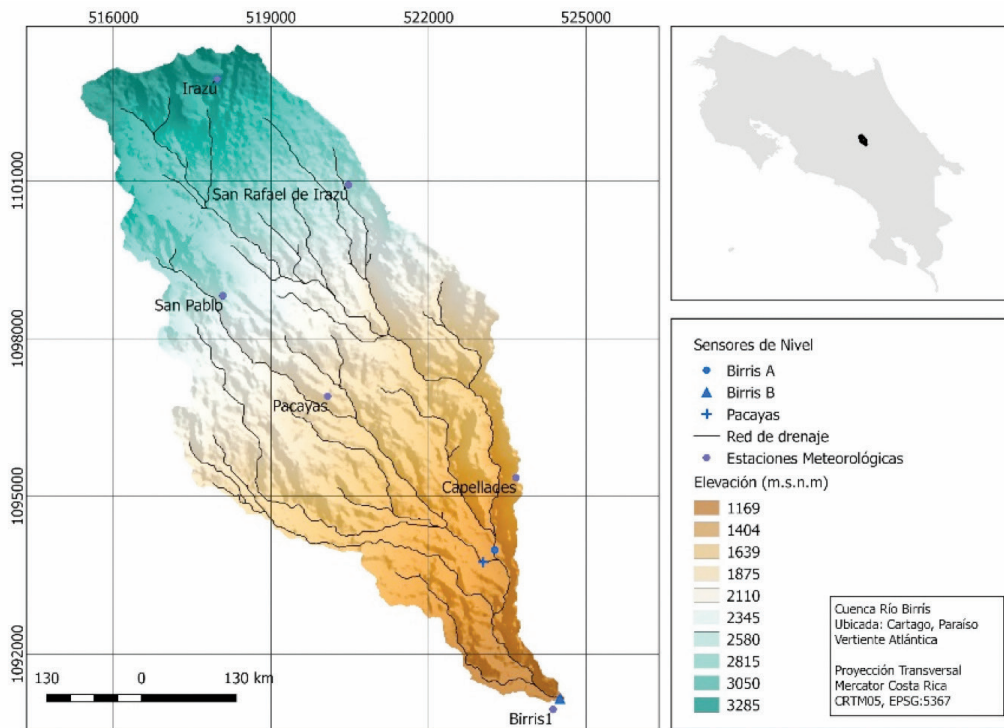 516000
519000
522000
525000
1101000
1098000
1095000
1092000
Irazú
San Rafael de Irazú
San Pablo
Pacayas
Capellades
Birris1
130 0 130 km
Sensores de Nivel
Birris A
Birris B
Pacayas
Red de drenaje
Estaciones Meteorológicas
Elevación (m.s.n.m)
1169
1404
1639
1875
2110
2345
2580
2815
3050
3285
Cuenca Río Birrís
Ubicada: Cartago, Paraíso
Vertiente Atlántica
Proyección Transversal
Mercator Costa Rica
CRTM05, EPSG:5367